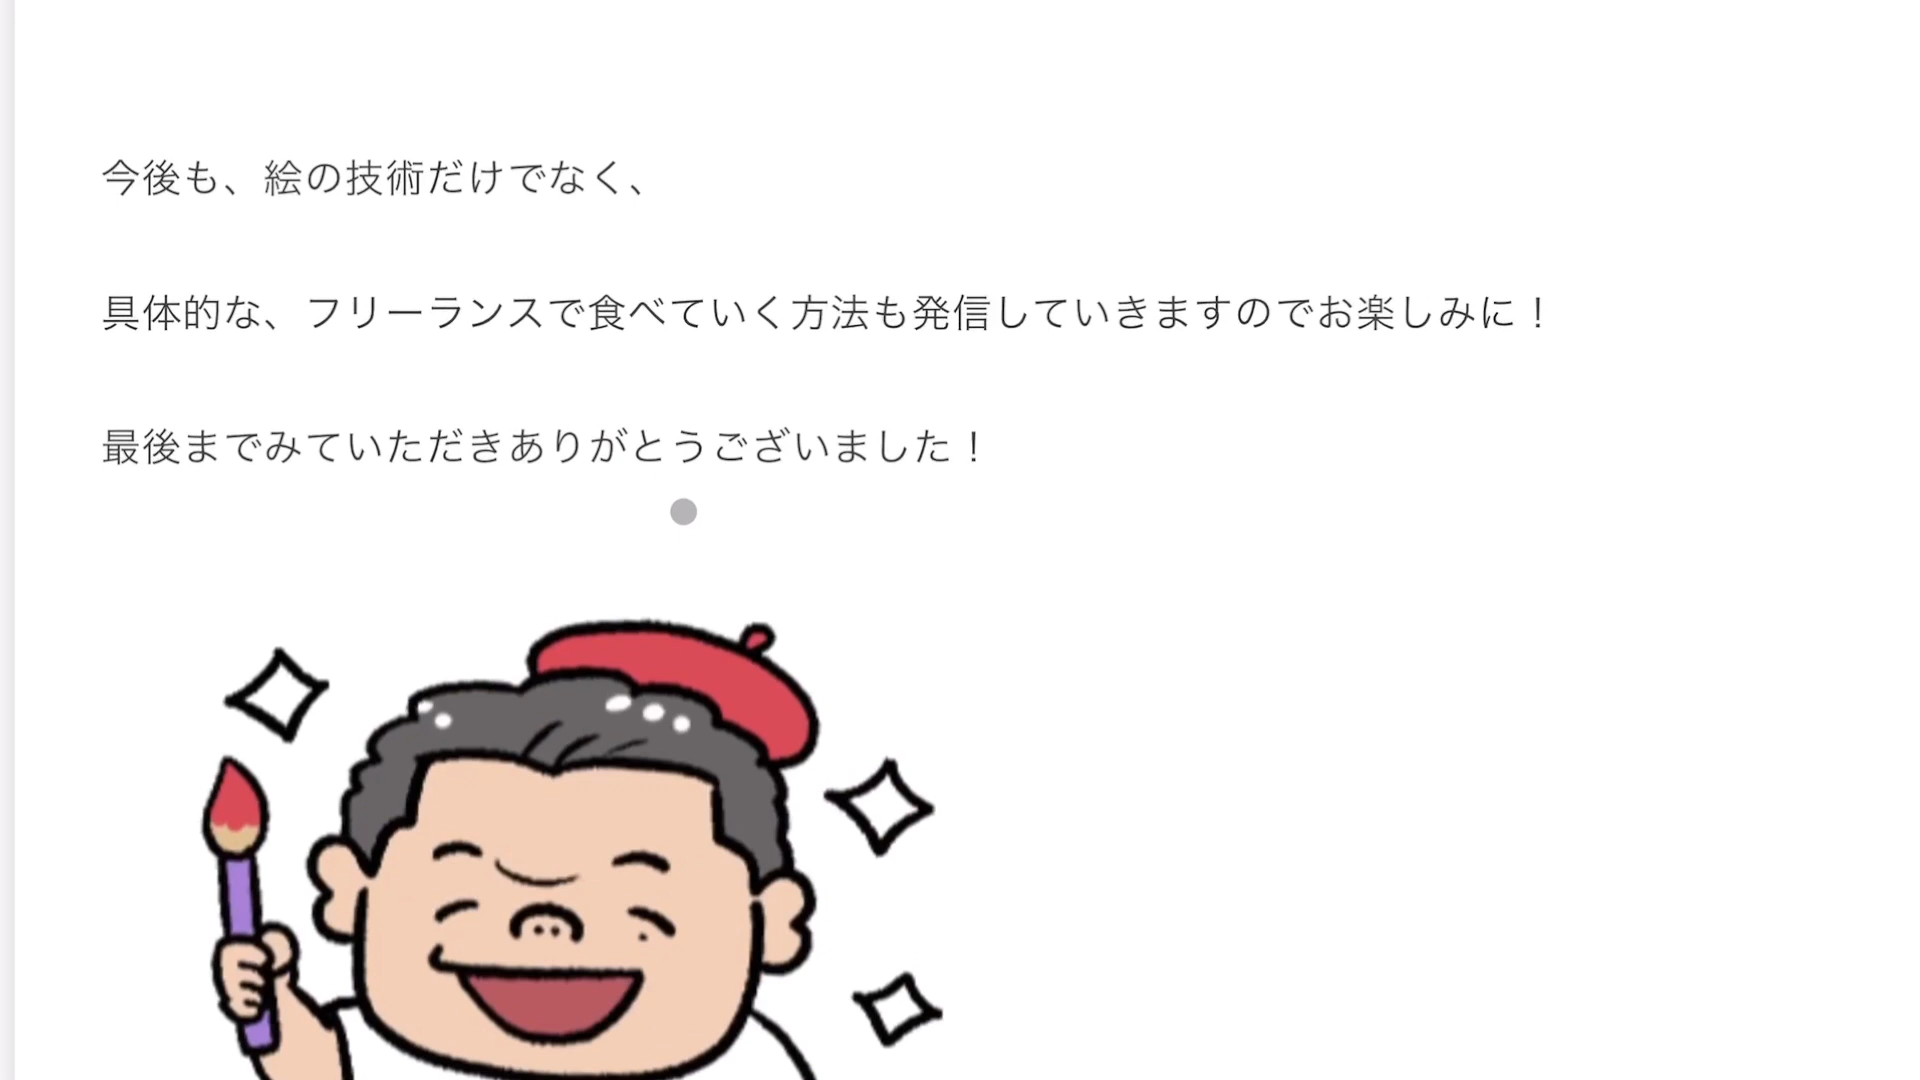 今後も、絵の技術だけでなく、
具体的な、フリーランスで食べていく方法も発信していきますのでお楽しみに！
最後までみていただきありがとうございました！